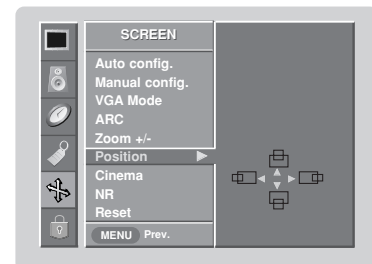 SCREEN
Auto config.
Manual config.
VGA Mode
ARC
Zoom +/-
Position
Cinema
NR
Reset
MENU Prev.